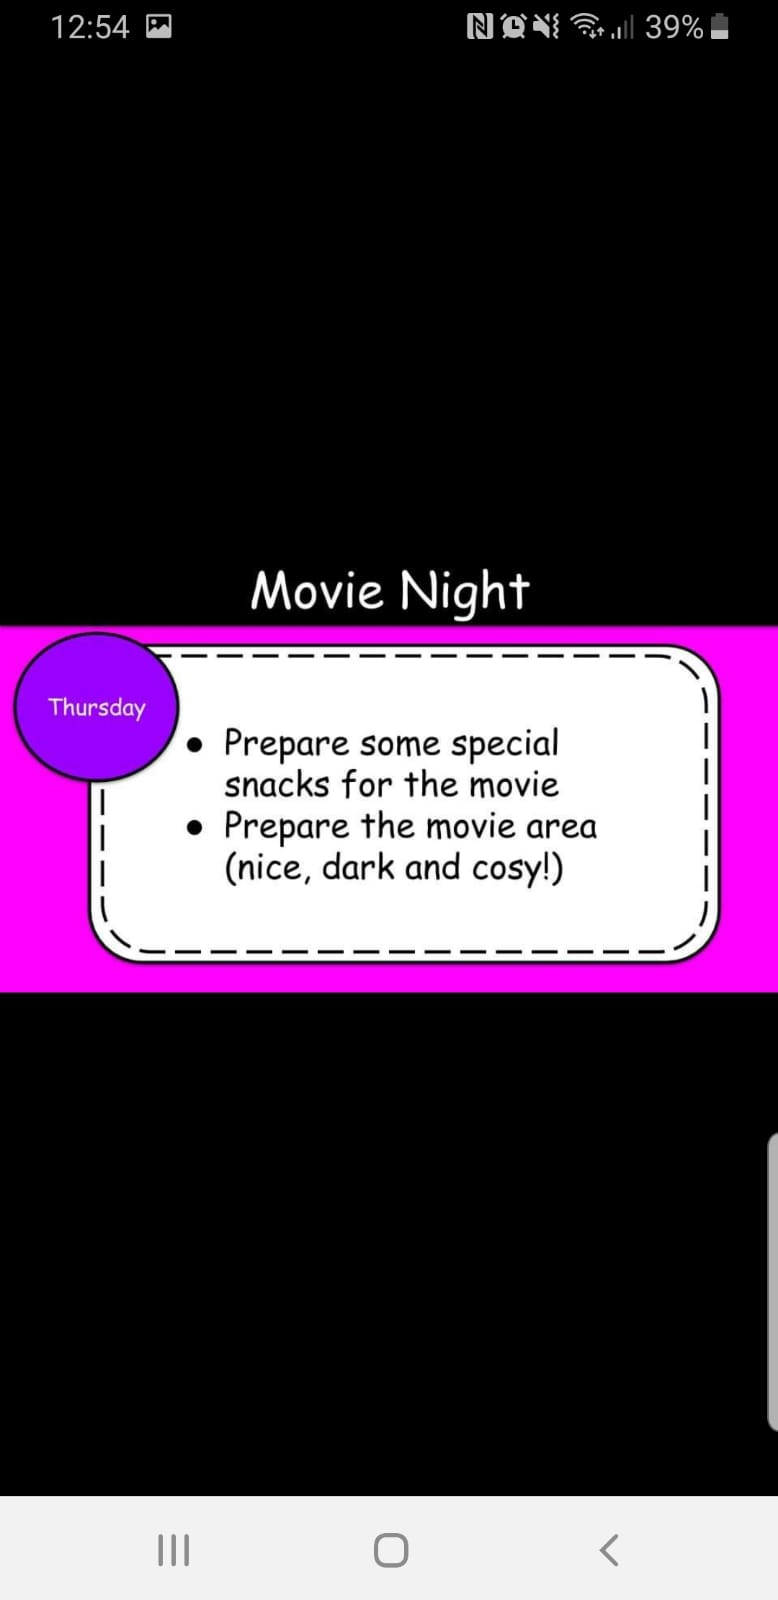 12:54
39%
Movie Night
Thursday
● Prepare some special
snacks for the movie
● Prepare the movie area
(nice, dark and cosy!)